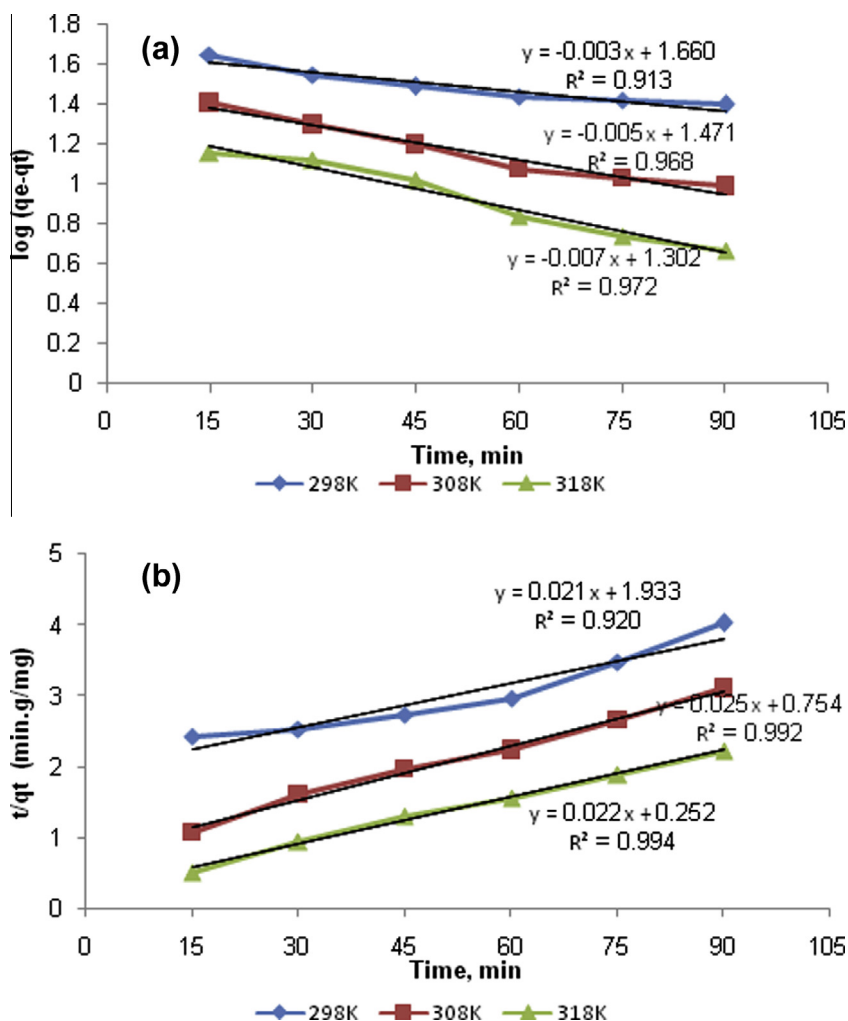 (a)
1.8
1.6
1.4
1.2
1
0.8
0.6
0.4
0.2
0
log (qe-qt)
y = -0.003x + 1.660
R² = 0.913
y = -0.005x + 1.471
R² = 0.968
y = -0.007x + 1.302
R² = 0.972
0 15 30 45 60 75 90 105
Time, min
298K 308K 318K
(b)
5
4
3
2
1
0
t/qt (min.g/mg)
y = 0.021x + 1.933
R² = 0.920
y = 0.025x + 0.754
R² = 0.992
y = 0.022x + 0.252
R² = 0.994
0 15 30 45 60 75 90 105
Time, min
298K 308K 318K